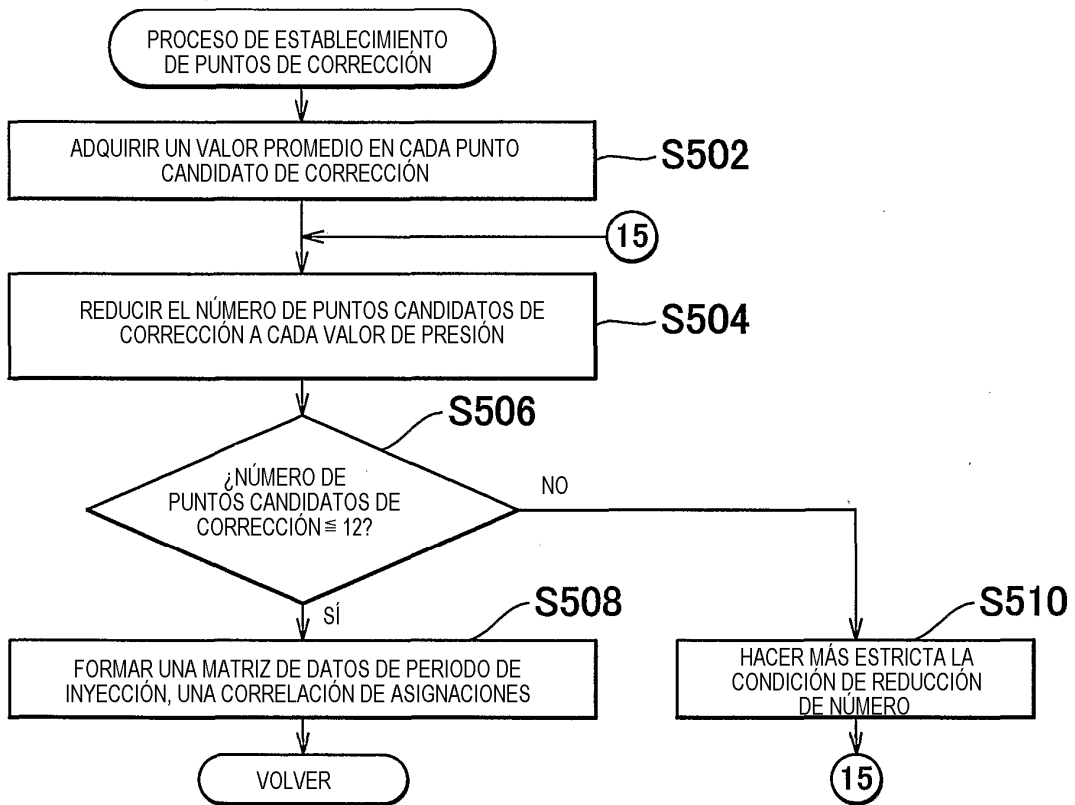 PROCESO DE ESTABLECIMIENTO
DE PUNTOS DE CORRECCIÓN
ADQUIRIR UN VALOR PROMEDIO EN CADA PUNTO
CANDIDATO DE CORRECCIÓN
S502
15
REDUCIR EL NÚMERO DE PUNTOS CANDIDATOS DE
CORRECCIÓN A CADA VALOR DE PRESIÓN
S504
S506
¿NÚMERO DE
PUNTOS CANDIDATOS DE
CORRECCIÓN ≦ 12?
NO
SÍ
S508
FORMAR UNA MATRIZ DE DATOS DE PERIODO DE
INYECCIÓN, UNA CORRELACIÓN DE ASIGNACIONES
S510
HACER MÁS ESTRICTA LA
CONDICIÓN DE REDUCCIÓN
DE NÚMERO
VOLVER
15